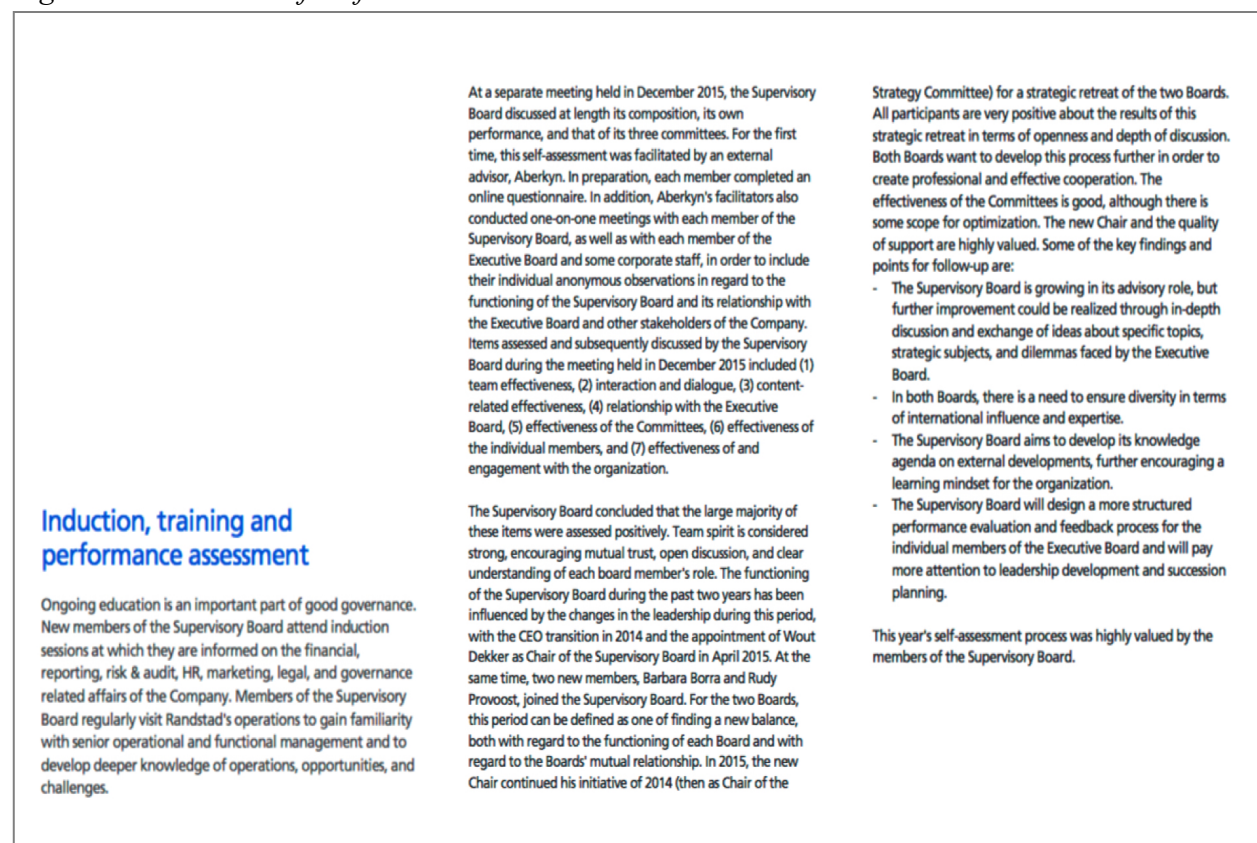 Induction, training and
performance assessment
Ongoing education is an important part of good governance.
New members of the Supervisory Board attend induction
sessions at which they are informed on the financial,
reporting, risk & audit, HR, marketing, legal, and governance
related affairs of the Company. Members of the Supervisory
Board regularly visit Randstad's operations to gain familiarity
with senior operational and functional management and to
develop deeper knowledge of operations, opportunities, and
challenges.
At a separate meeting held in December 2015, the Supervisory
Board discussed at length its composition, its own
performance, and that of its three committees. For the first
time, this self-assessment was facilitated by an external
advisor, Aberkyn. In preparation, each member completed an
online questionnaire. In addition, Aberkyn's facilitators also
conducted one-on-one meetings with each member of the
Supervisory Board, as well as with each member of the
Executive Board and some corporate staff, in order to include
their individual anonymous observations in regard to the
functioning of the Supervisory Board and its relationship with
the Executive Board and other stakeholders of the Company.
Items assessed and subsequently discussed by the Supervisory
Board during the meeting held in December 2015 included (1)
team effectiveness, (2) interaction and dialogue, (3) content-
related effectiveness, (4) relationship with the Executive
Board, (5) effectiveness of the Committees, (6) effectiveness of
the individual members, and (7) effectiveness of and
engagement with the organization.
The Supervisory Board concluded that the large majority of
these items were assessed positively. Team spirit is considered
strong, encouraging mutual trust, open discussion, and clear
understanding of each board member's role. The functioning
of the Supervisory Board during the past two years has been
influenced by the changes in the leadership during this period,
with the CEO transition in 2014 and the appointment of Wout
Dekker as Chair of the Supervisory Board in April 2015. At the
same time, two new members, Barbara Borra and Rudy
Provoost, joined the Supervisory Board. For the two Boards,
this period can be defined as one of finding a new balance,
both with regard to the functioning of each Board and with
regard to the Boards' mutual relationship. In 2015, the new
Chair continued his initiative of 2014 (then as Chair of the
Strategy Committee) for a strategic retreat of the two Boards.
All participants are very positive about the results of this
strategic retreat in terms of openness and depth of discussion.
Both Boards want to develop this process further in order to
create professional and effective cooperation. The
effectiveness of the Committees is good, although there is
some scope for optimization. The new Chair and the quality
of support are highly valued. Some of the key findings and
points for follow-up are:
- The Supervisory Board is growing in its advisory role, but
further improvement could be realized through in-depth
discussion and exchange of ideas about specific topics,
strategic subjects, and dilemmas faced by the Executive
Board.
- In both Boards, there is a need to ensure diversity in terms
of international influence and expertise.
- The Supervisory Board aims to develop its knowledge
agenda on external developments, further encouraging a
learning mindset for the organization.
- The Supervisory Board will design a more structured
performance evaluation and feedback process for the
individual members of the Executive Board and will pay
more attention to leadership development and succession
planning.
This year's self-assessment process was highly valued by the
members of the Supervisory Board.